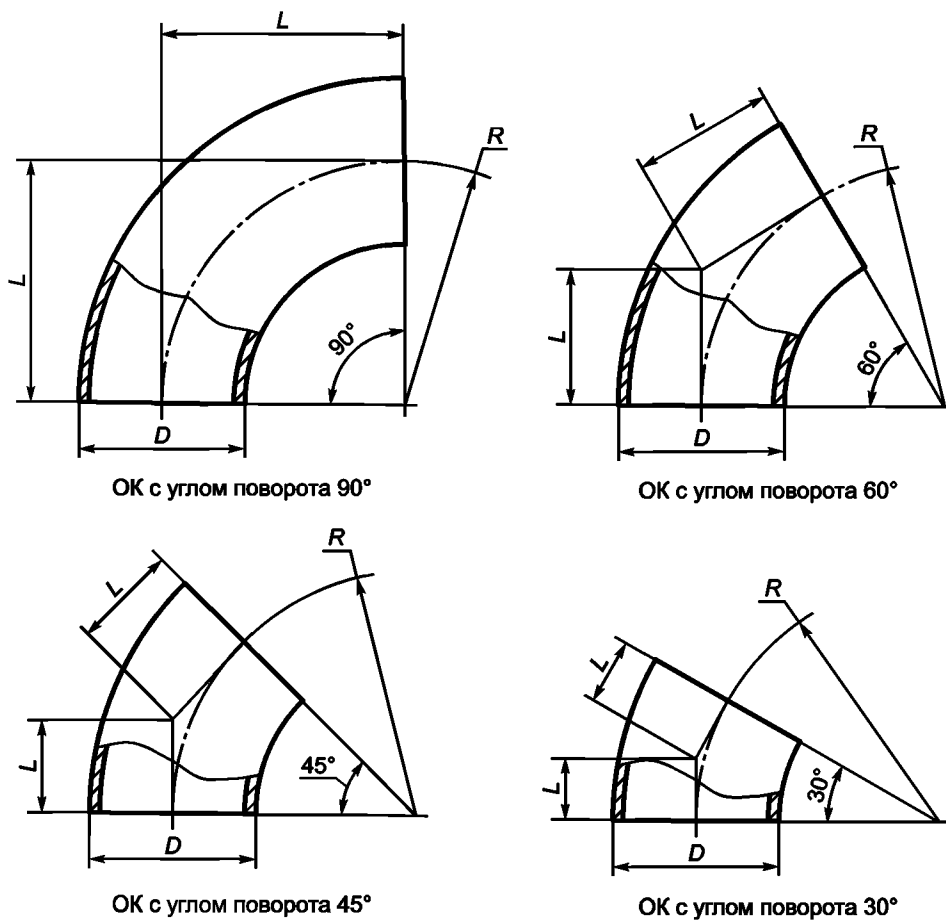 L
R
L
90°
D
ОК с углом поворота 90°
L
R
L
60°
D
ОК с углом поворота 60°
L
R
L
45°
D
ОК с углом поворота 45°
L
R
L
30°
D
ОК с углом поворота 30°